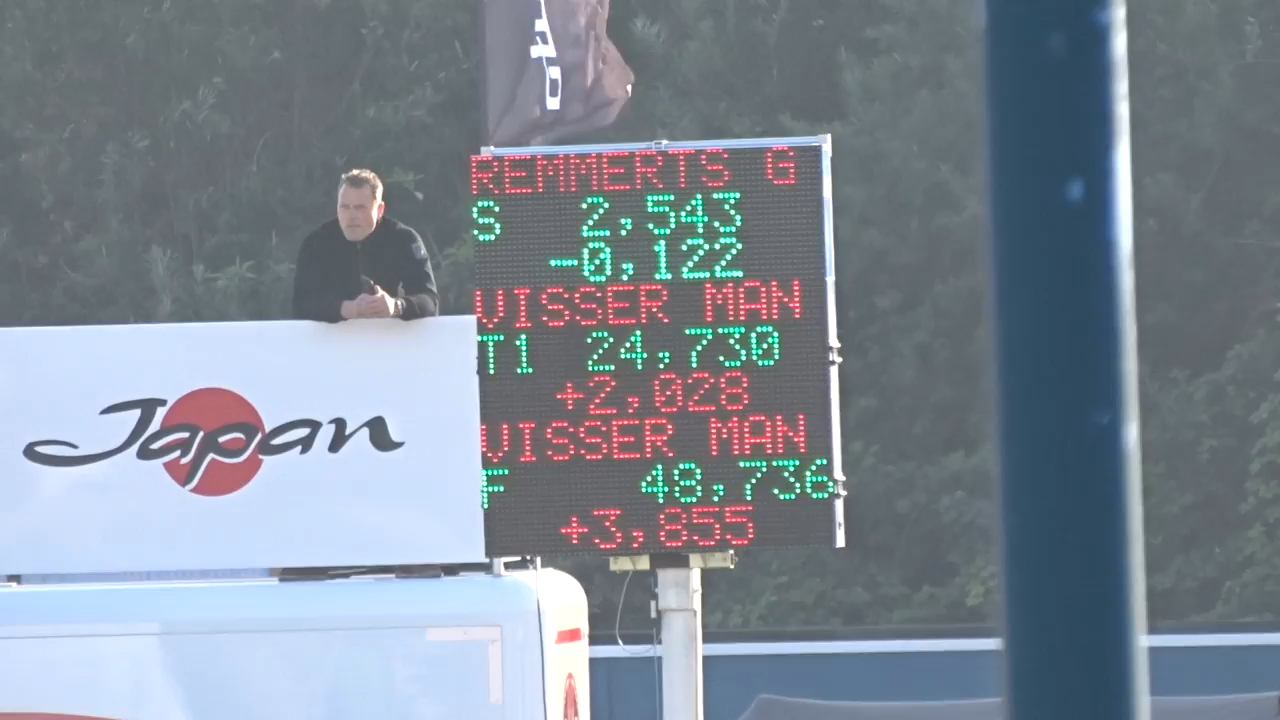 REMMERTS G
S 2,543
-0,122
VISSER MAN
T1 24,730
+2,028
VISSER MAN
F 48,736
+3,855
Japan